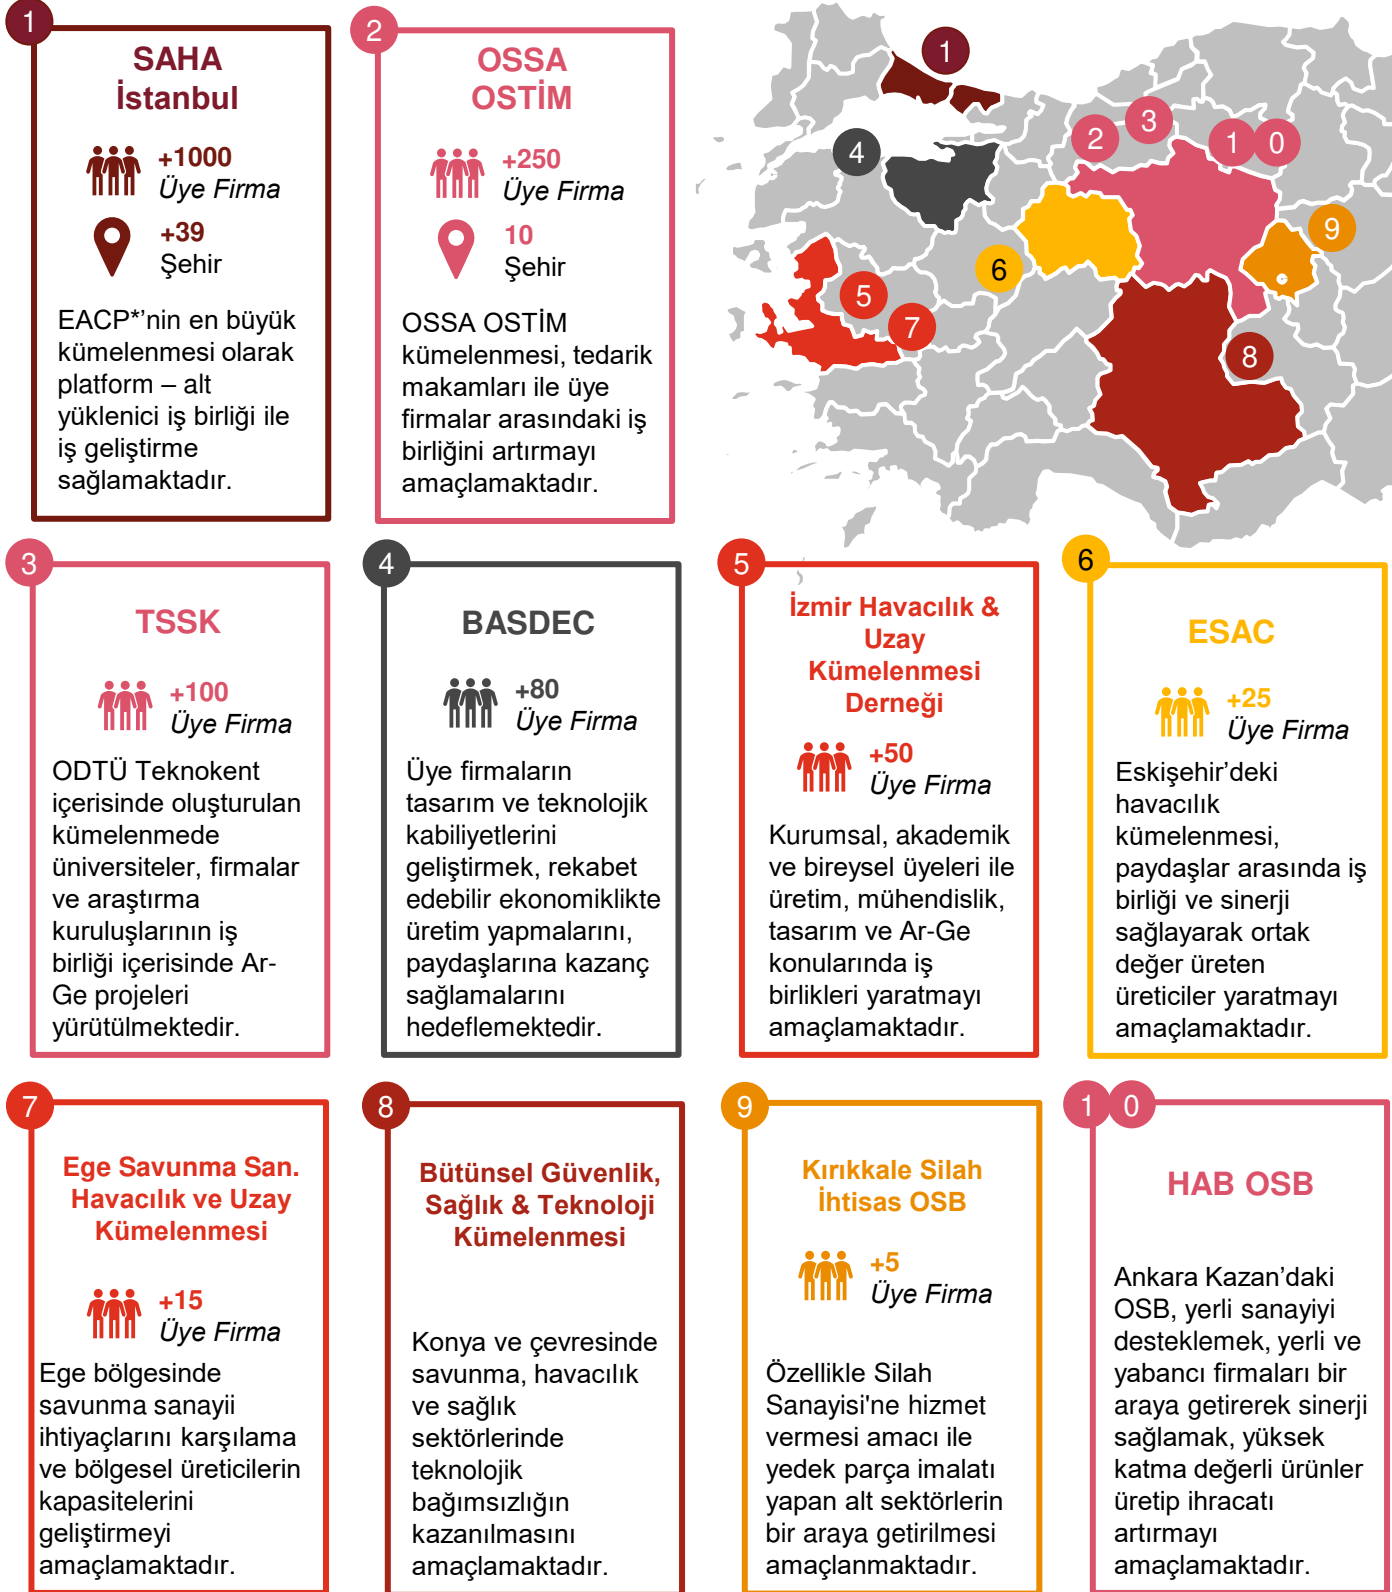 1
SAHA
İstanbul
+1000
Üye Firma
+39
Şehir
EACP*'nin en büyük
kümelenmesi olarak
platform – alt
yüklenici iş birliği ile
iş geliştirme
sağlamaktadır.
2
OSSA
OSTİM
+250
Üye Firma
10
Şehir
OSSA OSTİM
kümelenmesi, tedarik
makamları ile üye
firmalar arasındaki iş
birliğini artırmayı
amaçlamaktadır.
1
2
3
1 0
4
9
6
5
7
8
3
TSSK
+100
Üye Firma
ODTÜ Teknokent
içerisinde oluşturulan
kümelenmede
üniversiteler, firmalar
ve araştırma
kuruluşlarının iş
birliği içerisinde Ar-
Ge projeleri
yürütülmektedir.
4
BASDEC
+80
Üye Firma
Üye firmaların
tasarım ve teknolojik
kabiliyetlerini
geliştirmek, rekabet
edebilir ekonomiklikte
üretim yapmalarını,
paydaşlarına kazanç
sağlamalarını
hedeflemektedir.
5
İzmir Havacılık &
Uzay
Kümelenmesi
Derneği
+50
Üye Firma
Kurumsal, akademik
ve bireysel üyeleri ile
üretim, mühendislik,
tasarım ve Ar-Ge
konularında iş
birlikleri yaratmayı
amaçlamaktadır.
6
ESAC
+25
Üye Firma
Eskişehir'deki
havacılık
kümelenmesi,
paydaşlar arasında iş
birliği ve sinerji
sağlayarak ortak
değer üreten
üreticiler yaratmayı
amaçlamaktadır.
7
Ege Savunma San.
Havacılık ve Uzay
Kümelenmesi
+15
Üye Firma
Ege bölgesinde
savunma sanayii
ihtiyaçlarını karşılama
ve bölgesel üreticilerin
kapasitelerini
geliştirmeyi
amaçlamaktadır.
8
Bütünsel Güvenlik,
Sağlık & Teknoloji
Kümelenmesi
Konya ve çevresinde
savunma, havacılık
ve sağlık
sektörlerinde
teknolojik
bağımsızlığın
kazanılmasını
amaçlamaktadır.
9
Kırıkkale Silah
İhtisas OSB
+5
Üye Firma
Özellikle Silah
Sanayisi'ne hizmet
vermesi amacı ile
yedek parça imalatı
yapan alt sektörlerin
bir araya getirilmesi
amaçlanmaktadır.
1 0
HAB OSB
Ankara Kazan'daki
OSB, yerli sanayiyi
desteklemek, yerli ve
yabancı firmaları bir
araya getirerek sinerji
sağlamak, yüksek
katma değerli ürünler
üretip ihracatı
artırmayı
amaçlamaktadır.